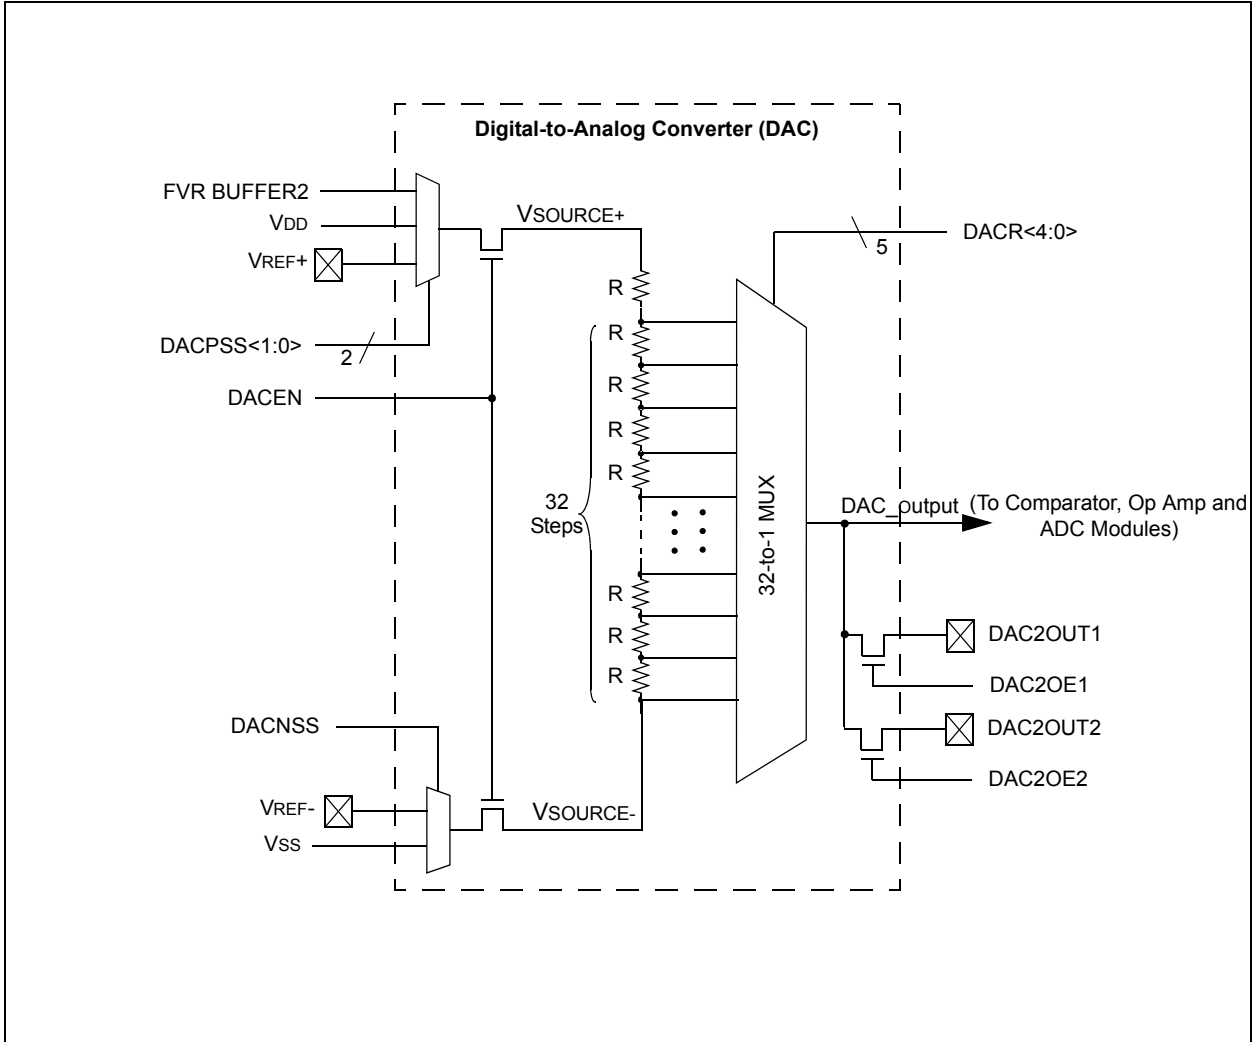 Digital-to-Analog Converter (DAC)
FVR BUFFER2
VDD
VREF+
VSOURCE+
DACR<4:0>
5
R
DACPSS<1:0>
2
R
DACEN
R
R
R
32
Steps
32-to-1 MUX
DAC_output
(To Comparator, Op Amp and
ADC Modules)
R
R
R
DAC2OUT1
DAC2OE1
DACNSS
DAC2OUT2
DAC2OE2
VREF-
VSOURCE-
VSS